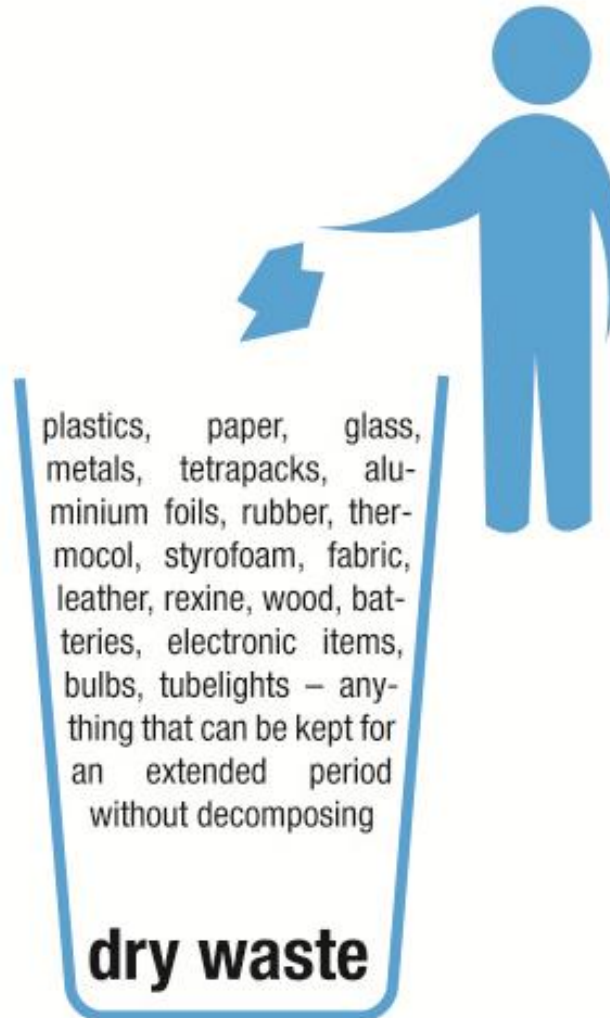 plastics, paper, glass,
metals, tetrapacks, alu-
minium foils, rubber, ther-
mocol, styrofoam, fabric,
leather, rexine, wood, bat-
teries, electronic items,
bulbs, tubelights – any-
thing that can be kept for
an extended period
without decomposing
dry waste